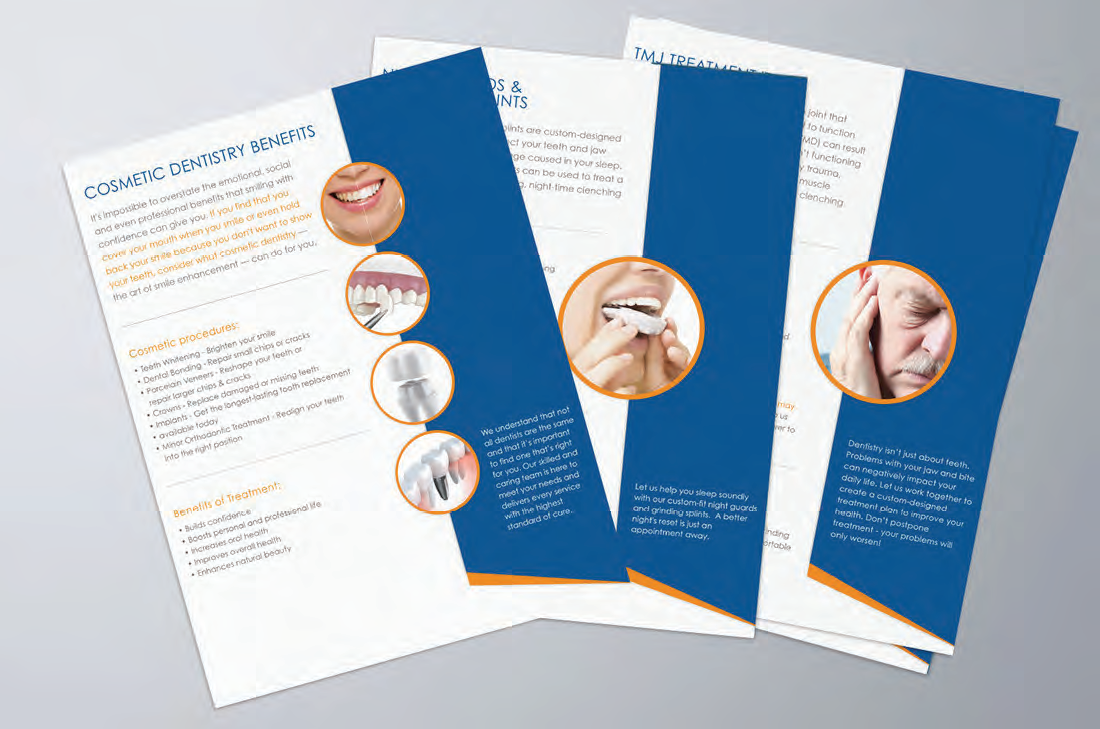 COSMETIC DENTISTRY BENEFITS
It's impossible to overstate the emotional, social
and even professional benefits that smiling with
confidence can give you. If you find that you
cover your mouth when you smile or even hold
back your smile because you don't want to show
your teeth, consider what cosmetic dentistry —
the art of smile enhancement — can do for you.
Cosmetic procedures:
• Teeth Whitening - Brighten your smile
• Dental Bonding - Repair small chips or cracks
• Porcelain Veneers - Reshape your teeth or
repair larger chips & cracks
• Crowns - Replace damaged or missing teeth
• Implants - Get the longest-lasting tooth replacement
• available today
• Minor Orthodontic Treatment - Realign your teeth
into the right position
Benefits of Treatment:
• Builds confidence
• Boosts personal and professional life
• Increases oral health
• Improves overall health
• Enhances natural beauty
We understand that not
all dentists are the same
and that it's important
to find one that's right
for you. Our skilled and
caring team is here to
meet your needs and
delivers every service
with the highest
standard of care.
DS &
INTS
lints are custom-designed
ect your teeth and jaw
ge caused in your sleep.
s can be used to treat a
g, night-time clenching
ng
Let us help you sleep soundly
with our custom-fit night guards
and grinding splints. A better
night's reset is just an
appointment away.
TMJ TREATMENT
joint that
to function
MD) can result
't functioning
y trauma,
muscle
clenching
d
may
us
er to
nding
ortable
Dentistry isn't just about teeth.
Problems with your jaw and bite
can negatively impact your
daily life. Let us work together to
create a custom-designed
treatment plan to improve your
health. Don't postpone
treatment - your problems will
only worsen!